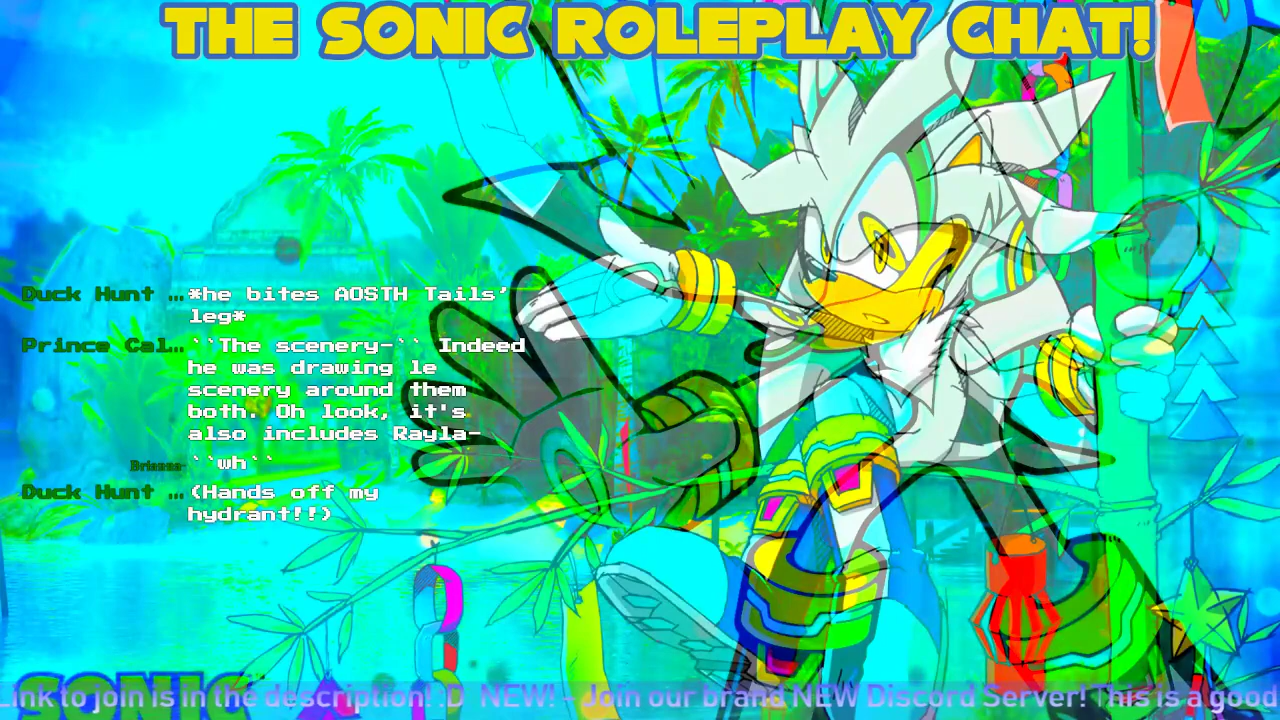 THE SONIC ROLEPLAY CHAT!
Duck Hunt … *he bites AOSTH Tails'
leg*
Prince Cal… ``The scenery-`` Indeed
he was drawing le
scenery around them
both. Oh look, it's
also includes Rayla-
Brianna- ``wh``
Duck Hunt … (Hands off my
hydrant!!)
SONIC
Link to join is in the description! :D NEW! - Join our brand NEW Discord Server! This is a good